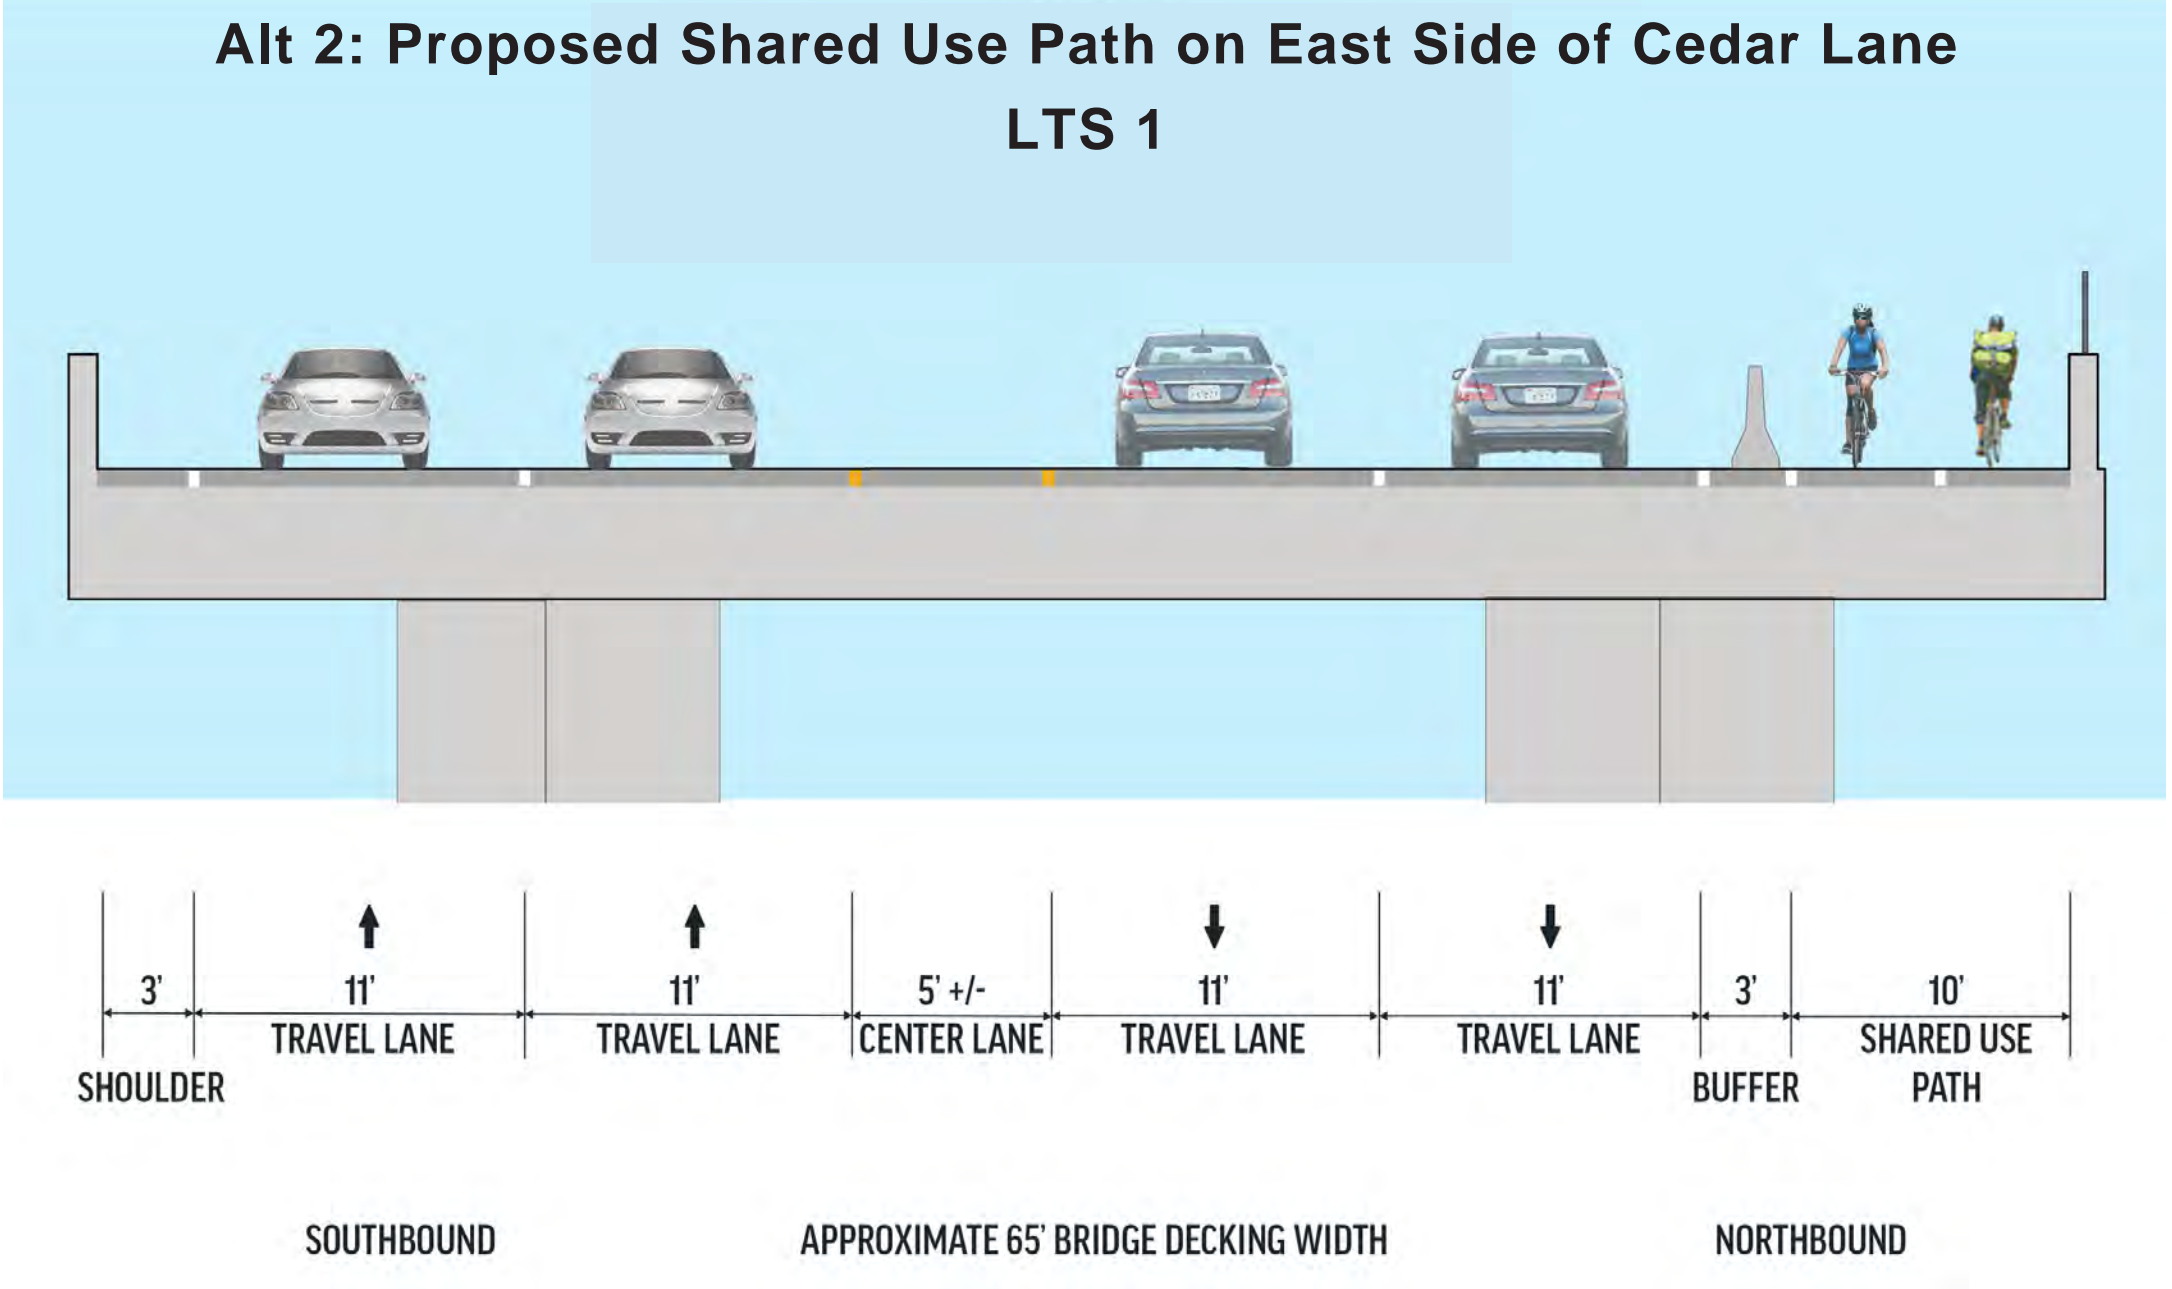 Alt 2: Proposed Shared Use Path on East Side of Cedar Lane
LTS 1
3’ 11’ 11’ 5’ +/- 11’ 11’ 3’ 10’
TRAVEL LANE TRAVEL LANE CENTER LANE TRAVEL LANE TRAVEL LANE SHARED USE
SHOULDER BUFFER PATH
SOUTHBOUND APPROXIMATE 65’ BRIDGE DECKING WIDTH NORTHBOUND